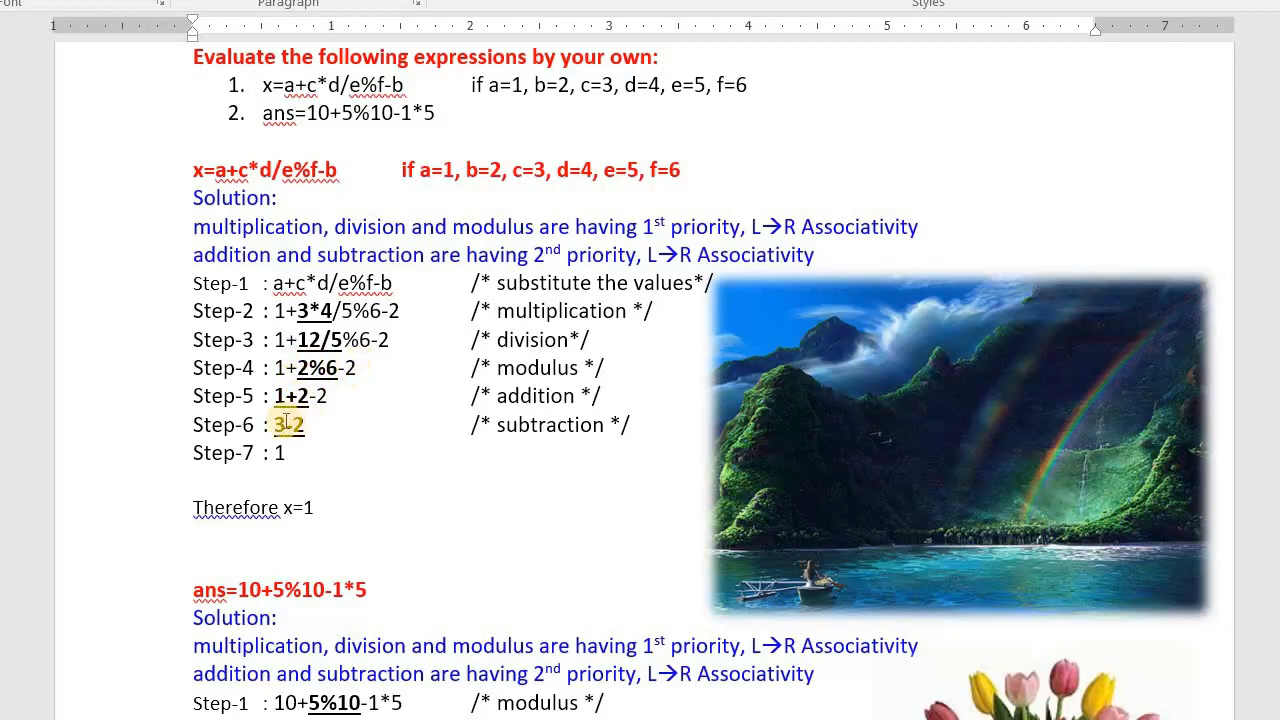 Font Paragraph Styles
1 1 2 3 4 5 6 7
Evaluate the following expressions by your own:
1. x=a+c*d/e%f-b if a=1, b=2, c=3, d=4, e=5, f=6
2. ans=10+5%10-1*5
x=a+c*d/e%f-b if a=1, b=2, c=3, d=4, e=5, f=6
Solution:
multiplication, division and modulus are having 1st priority, L→R Associativity
addition and subtraction are having 2nd priority, L→R Associativity
Step-1 : a+c*d/e%f-b /* substitute the values*/
Step-2 : 1+3*4/5%6-2 /* multiplication */
Step-3 : 1+12/5%6-2 /* division*/
Step-4 : 1+2%6-2 /* modulus */
Step-5 : 1+2-2 /* addition */
Step-6 : 3-2 /* subtraction */
Step-7 : 1
Therefore x=1
ans=10+5%10-1*5
Solution:
multiplication, division and modulus are having 1st priority, L→R Associativity
addition and subtraction are having 2nd priority, L→R Associativity
Step-1 : 10+5%10-1*5 /* modulus */